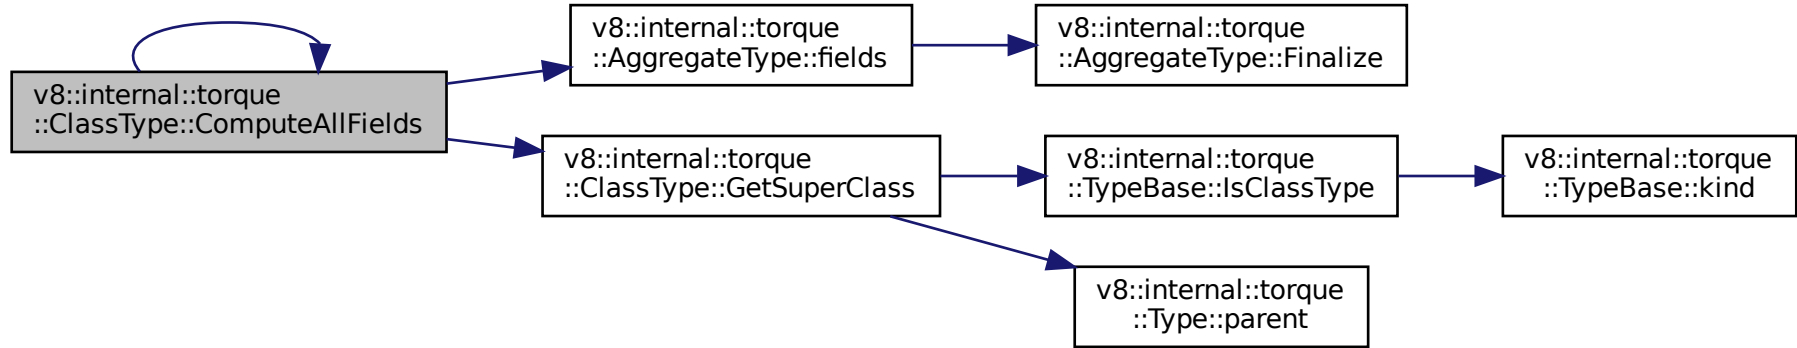 v8::internal::torque
::ClassType::ComputeAllFields
v8::internal::torque
::AggregateType::fields
v8::internal::torque
::AggregateType::Finalize
v8::internal::torque
::ClassType::GetSuperClass
v8::internal::torque
::TypeBase::IsClassType
v8::internal::torque
::TypeBase::kind
v8::internal::torque
::Type::parent